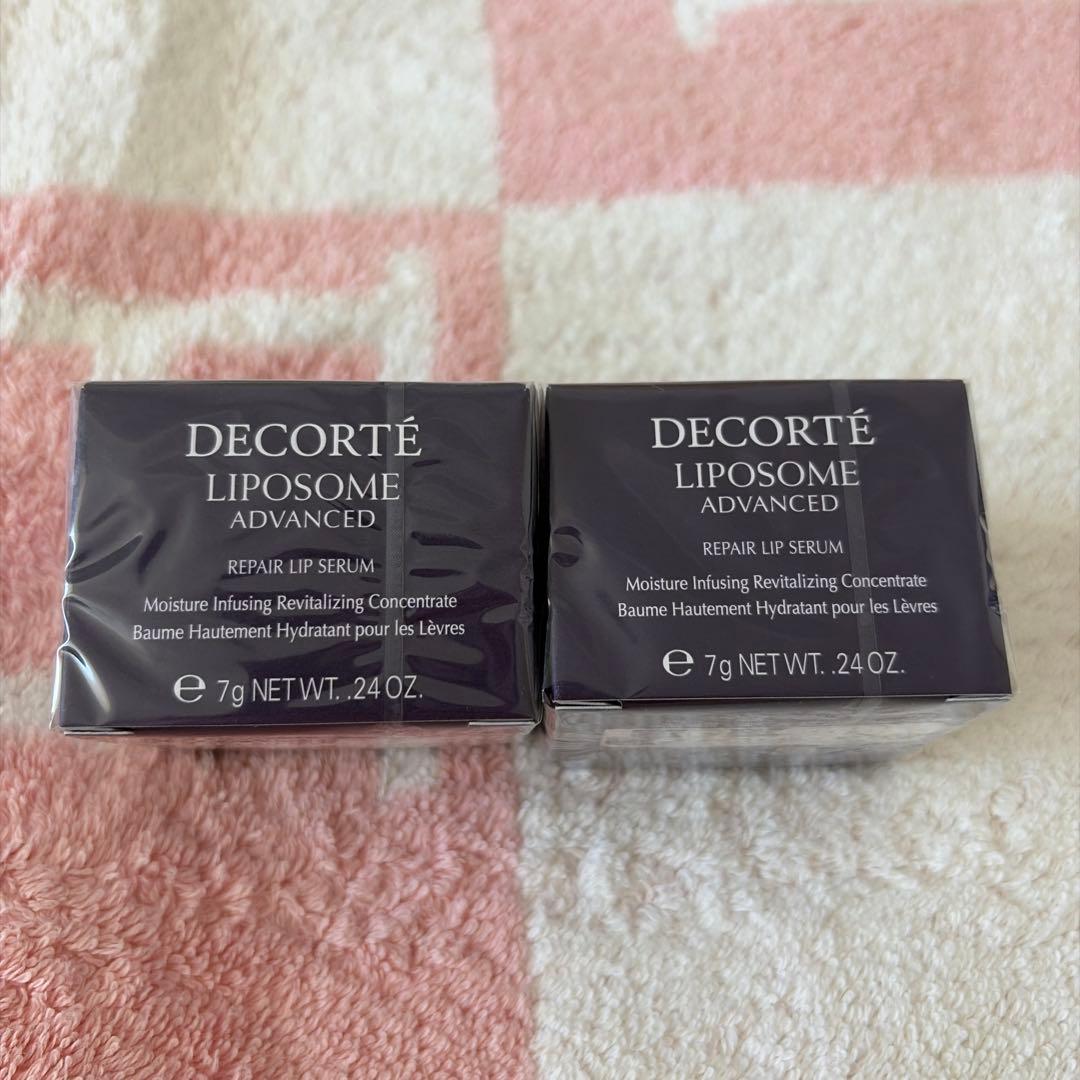 DECORTÉ
LIPOSOME
ADVANCED
REPAIR LIP SERUM
Moisture Infusing Revitalizing Concentrate
Baume Hautement Hydratant pour les Lèvres
℮ 7g NET WT. .24 OZ.
DECORTÉ
LIPOSOME
ADVANCED
REPAIR LIP SERUM
Moisture Infusing Revitalizing Concentrate
Baume Hautement Hydratant pour les Lèvres
℮ 7g NET WT. .24 OZ.